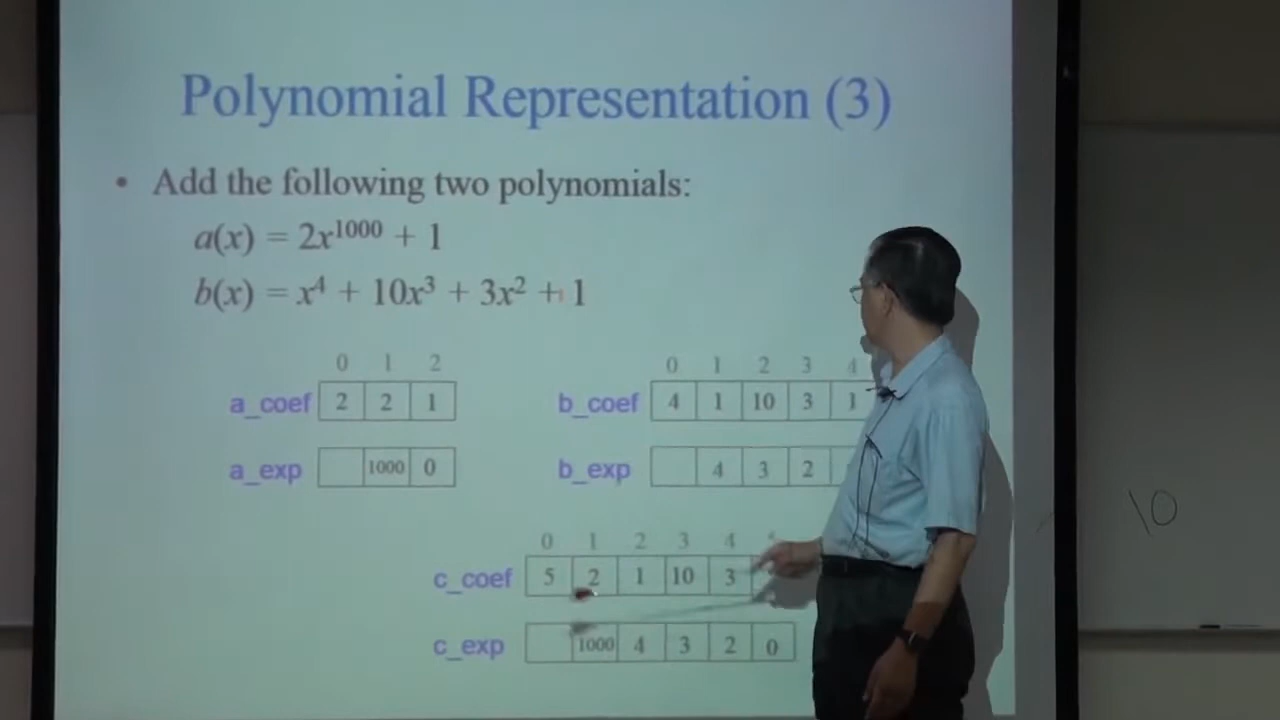 Polynomial Representation (3)
• Add the following two polynomials:
a(x) = 2x¹⁰⁰⁰ + 1
b(x) = x⁴ + 10x³ + 3x² + 1
0 1 2
a_coef 2 2 1
a_exp 1000 0
0 1 2 3 4
b_coef 4 1 10 3 1
b_exp 4 3 2
0 1 2 3 4
c_coef 5 2 1 10 3
c_exp 1000 4 3 2 0
10